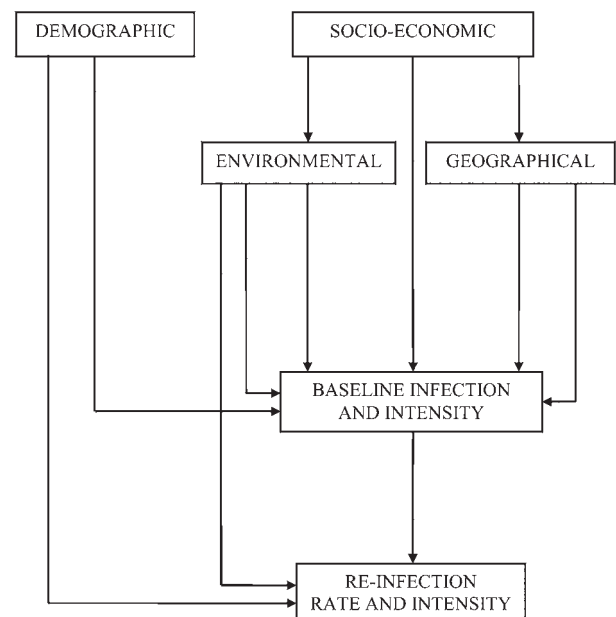 DEMOGRAPHIC
SOCIO-ECONOMIC
ENVIRONMENTAL
GEOGRAPHICAL
BASELINE INFECTION
AND INTENSITY
RE-INFECTION
RATE AND INTENSITY